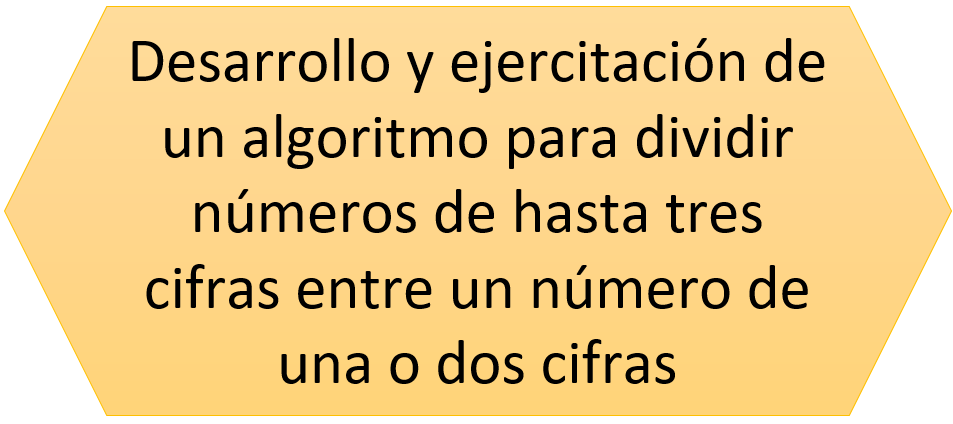 Desarrollo y ejercitación de
un algoritmo para dividir
números de hasta tres
cifras entre un número de
una o dos cifras